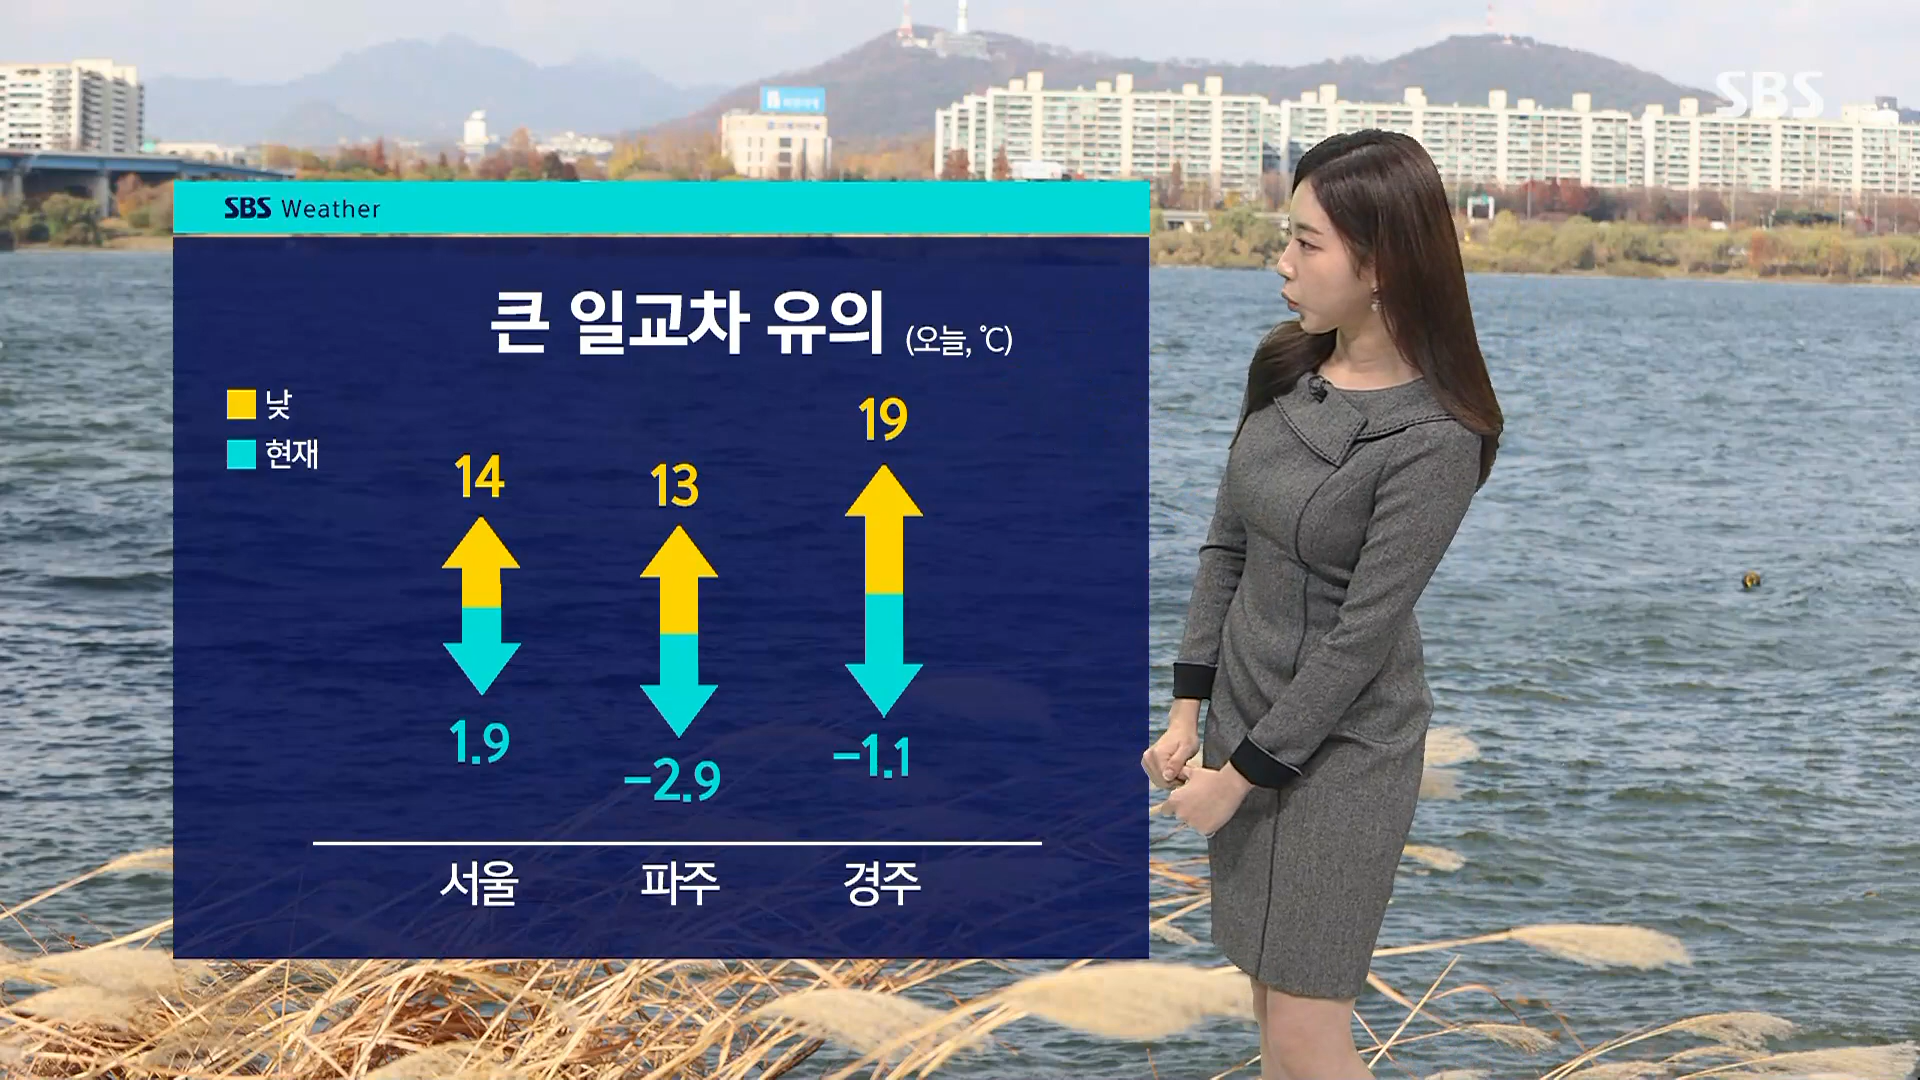 SBS
SBS Weather
큰 일교차 유의 (오늘, ℃)
낮
현재
14 13 19
1.9 -2.9 -1.1
서울 파주 경주